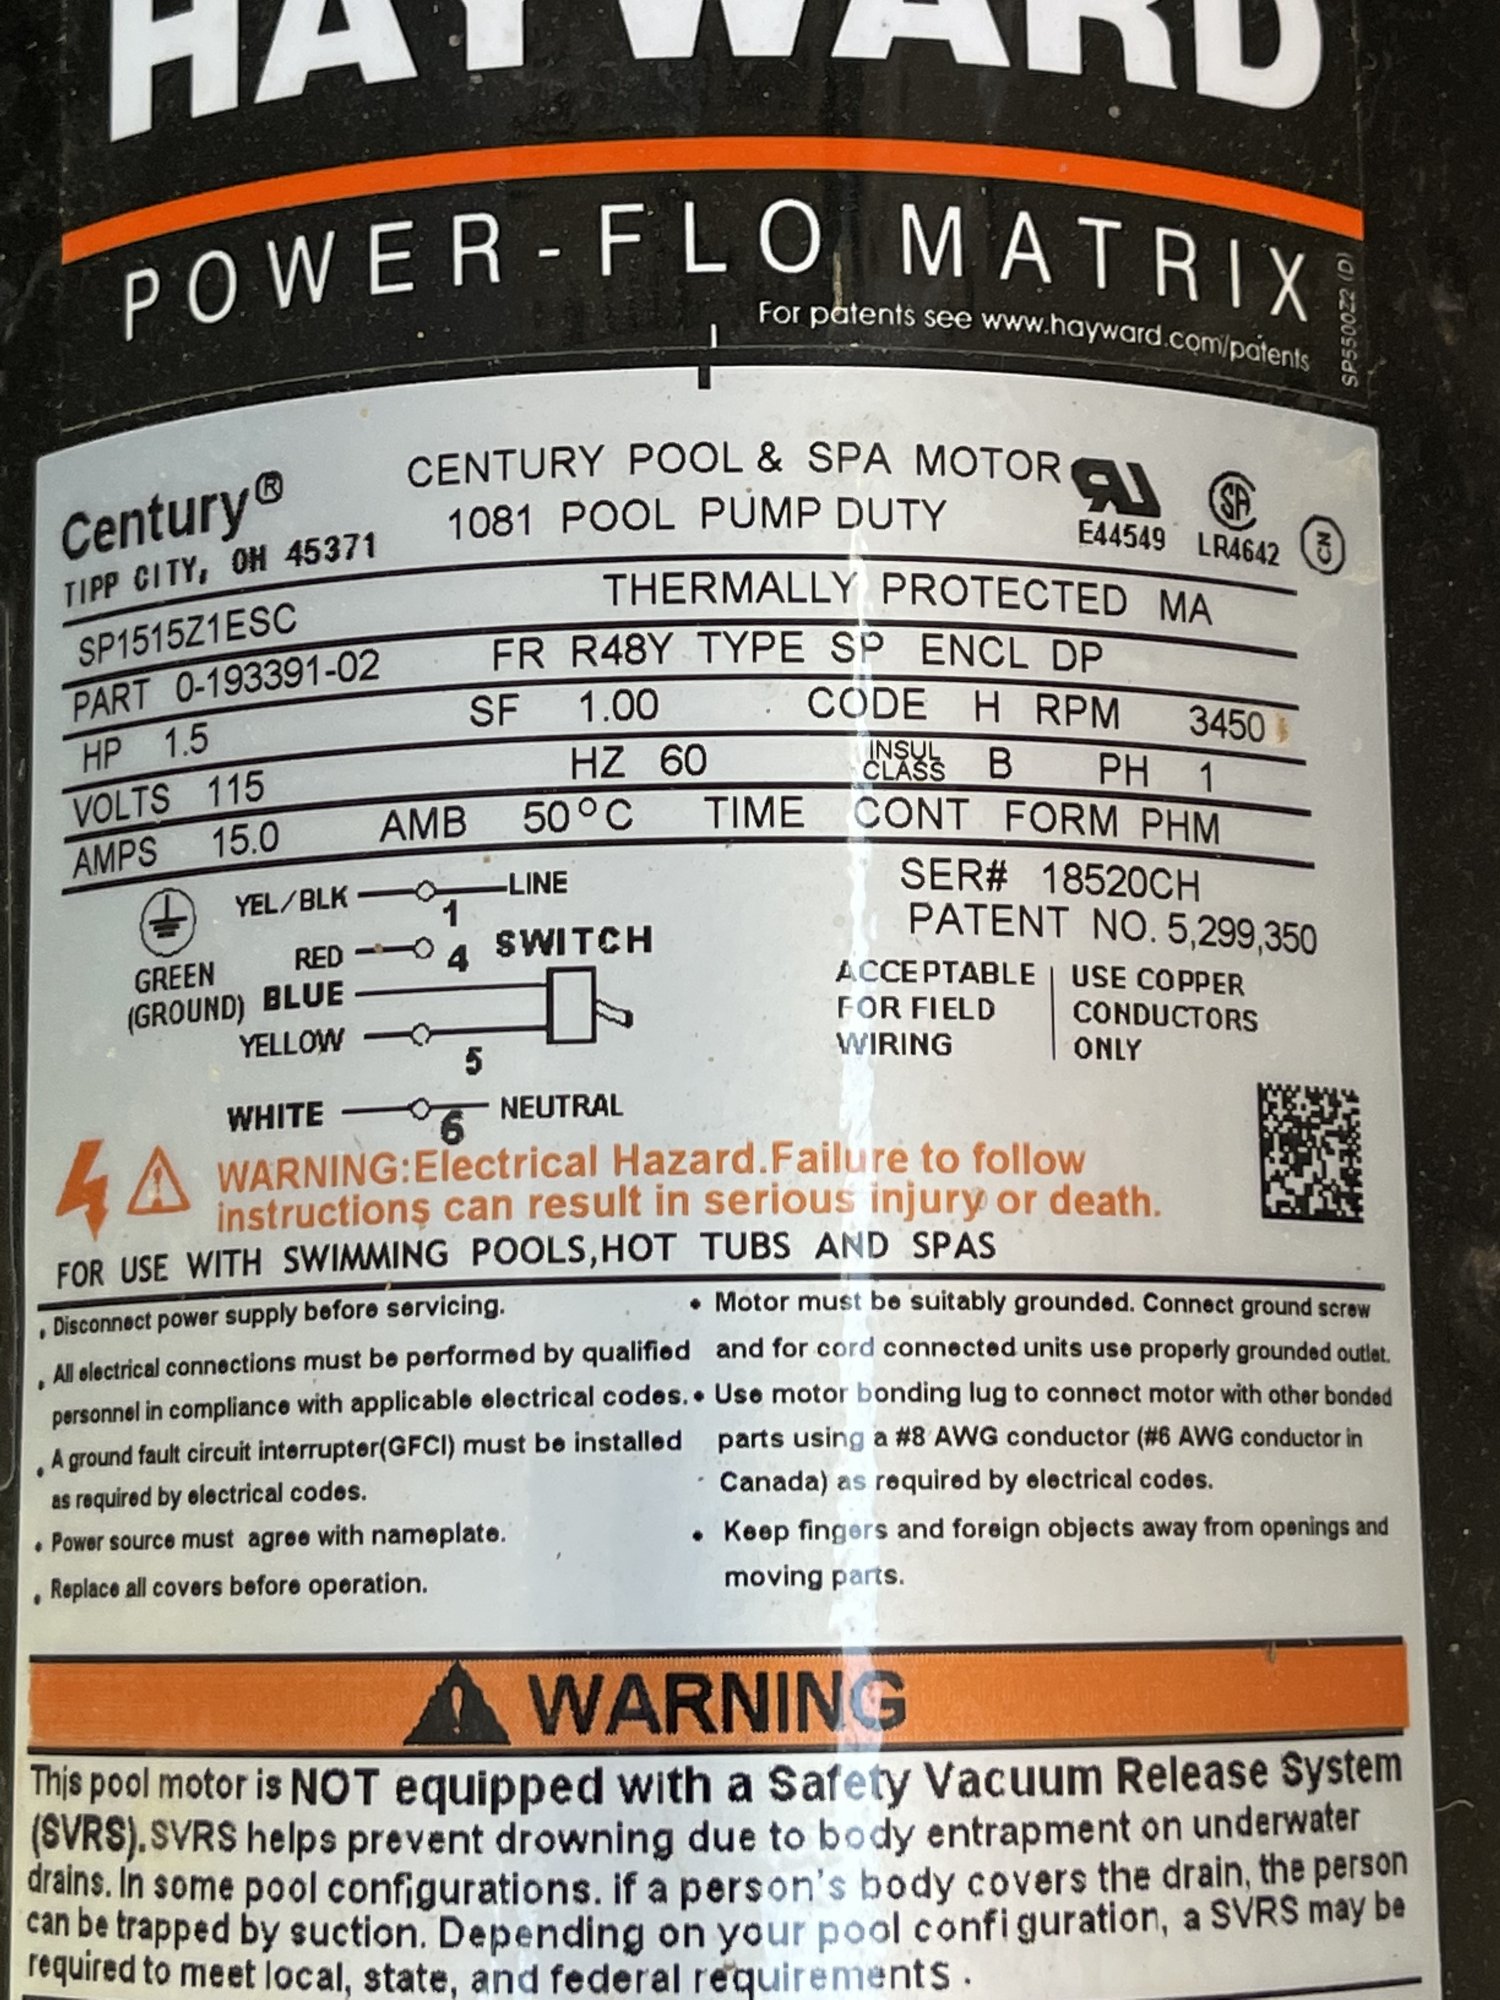 HAYWARD
POWER-FLO MATRIX
For patents see www.hayward.com/patents
SP550022 (D)
Century®
TIPP CITY, OH 45371
CENTURY POOL & SPA MOTOR
1081 POOL PUMP DUTY
E44549
SA
LR4642
CN
SP1515Z1ESC THERMALLY PROTECTED MA
PART 0-193391-02 FR R48Y TYPE SP ENCL DP
HP 1.5 SF 1.00 CODE H RPM 3450
VOLTS 115 HZ 60 INSUL CLASS B PH 1
AMPS 15.0 AMB 50°C TIME CONT FORM PHM
SER# 18520CH
PATENT NO. 5,299,350
YEL/BLK 1 LINE
RED 4 SWITCH
GREEN
(GROUND)
BLUE
YELLOW 5
WHITE 6 NEUTRAL
ACCEPTABLE
FOR FIELD
WIRING
USE COPPER
CONDUCTORS
ONLY
WARNING:Electrical Hazard.Failure to follow
instructions can result in serious injury or death.
FOR USE WITH SWIMMING POOLS,HOT TUBS AND SPAS
• Disconnect power supply before servicing.
• All electrical connections must be performed by qualified
personnel in compliance with applicable electrical codes.
• A ground fault circuit interrupter(GFCI) must be installed
as required by electrical codes.
• Power source must agree with nameplate.
• Replace all covers before operation.
• Motor must be suitably grounded. Connect ground screw
and for cord connected units use properly grounded outlet.
• Use motor bonding lug to connect motor with other bonded
parts using a #8 AWG conductor (#6 AWG conductor in
Canada) as required by electrical codes.
• Keep fingers and foreign objects away from openings and
moving parts.
WARNING
This pool motor is NOT equipped with a Safety Vacuum Release System
(SVRS).SVRS helps prevent drowning due to body entrapment on underwater
drains. In some pool configurations. if a person's body covers the drain, the person
can be trapped by suction. Depending on your pool configuration, a SVRS may be
required to meet local, state, and federal requirements.